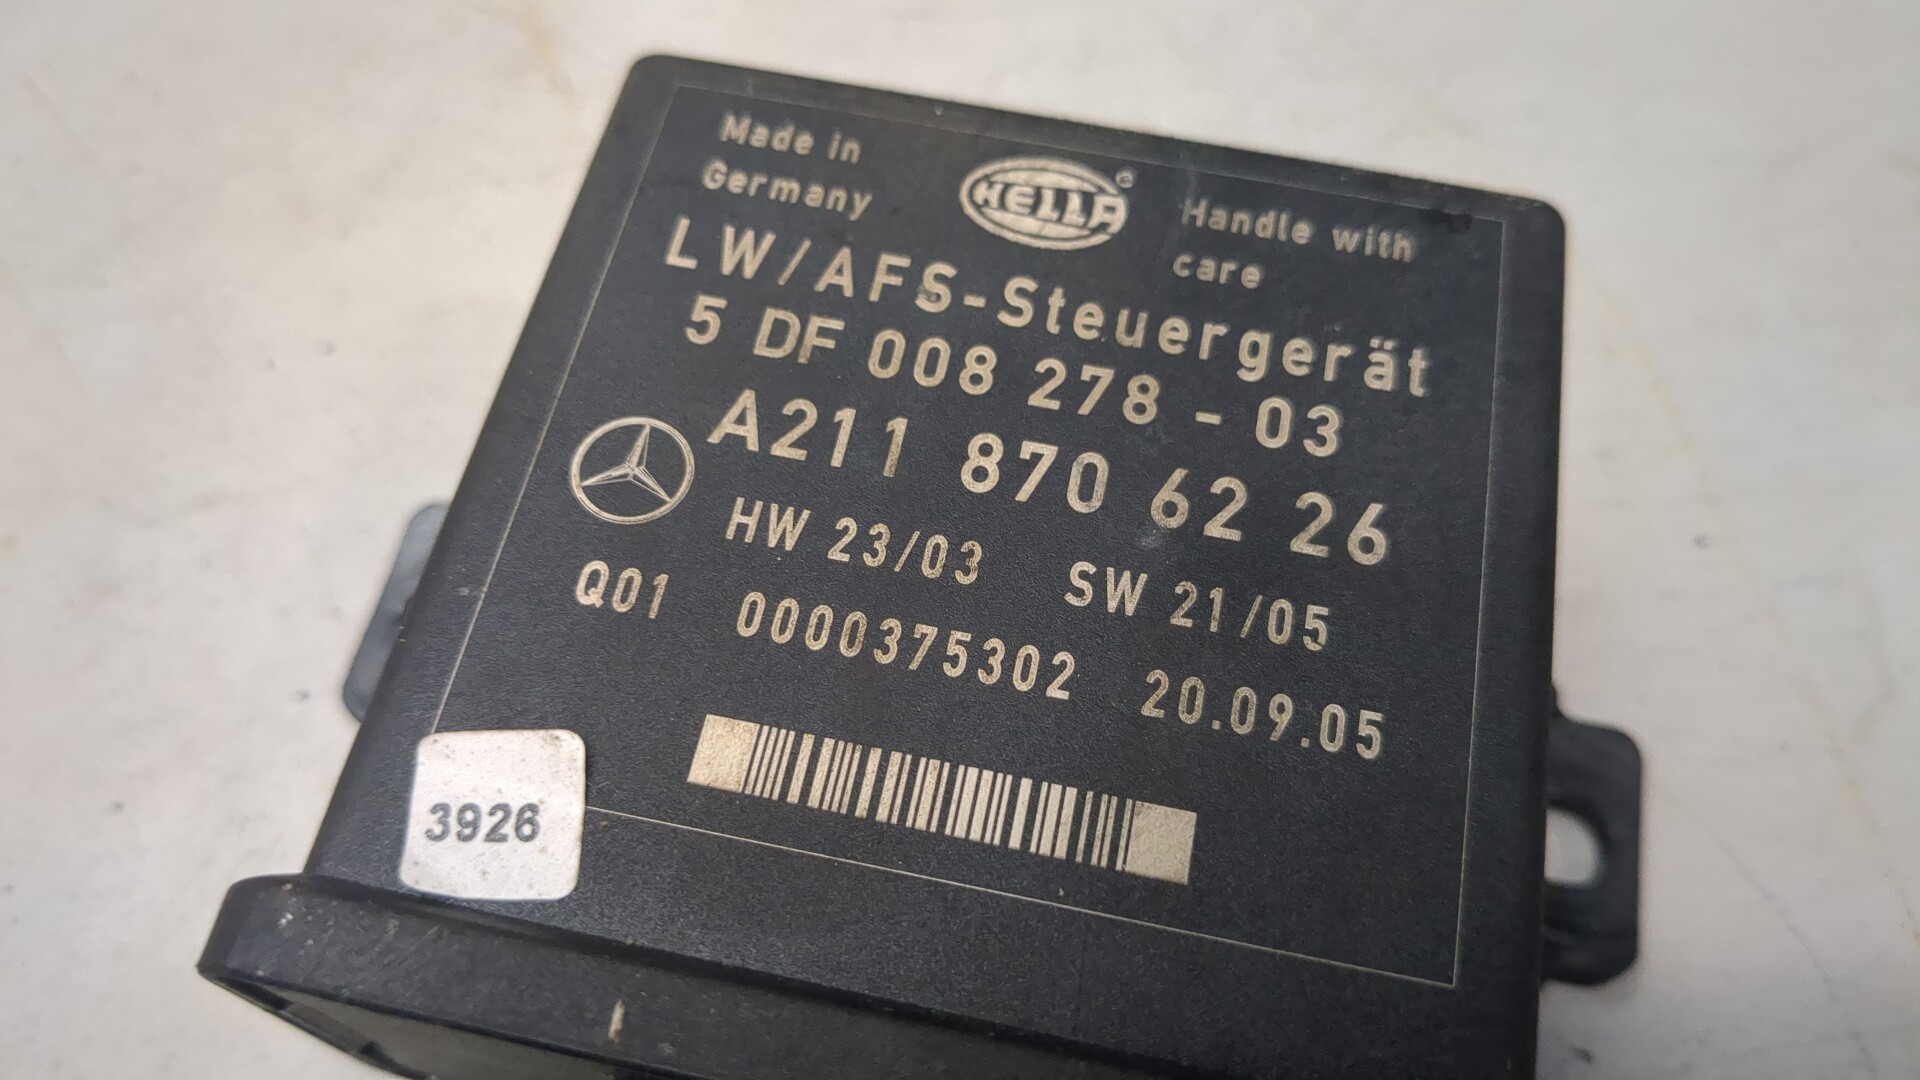 Made in
Germany
HELLA®
Handle with
care
LW/AFS-Steuergerät
5 DF 008 278 - 03
A211 870 62 26
HW 23/03 SW 21/05
Q01 0000375302 20.09.05
3926